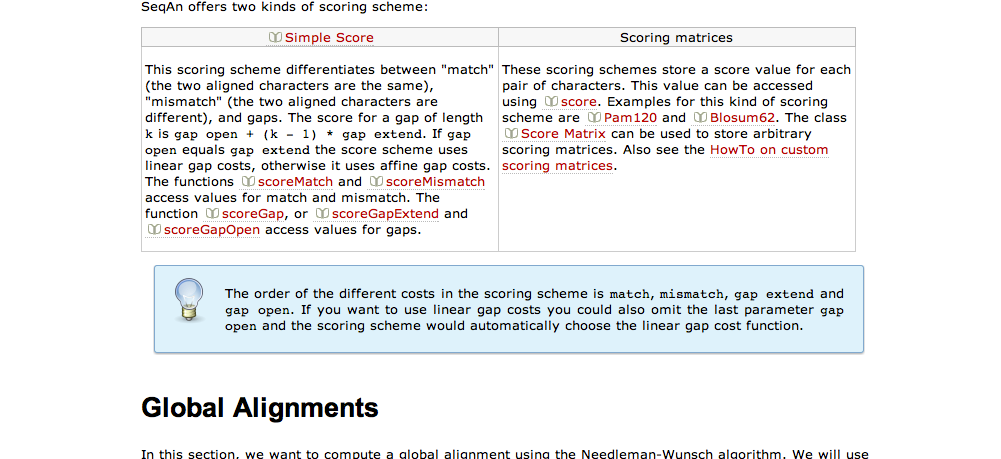 SeqAn offers two kinds of scoring scheme:
Simple Score
This scoring scheme differentiates between "match"
(the two aligned characters are the same),
"mismatch" (the two aligned characters are
different), and gaps. The score for a gap of length
k is gap open + (k - 1) * gap extend. If gap
open equals gap extend the score scheme uses
linear gap costs, otherwise it uses affine gap costs.
The functions scoreMatch and scoreMismatch
access values for match and mismatch. The
function scoreGap, or scoreGapExtend and
scoreGapOpen access values for gaps.
Scoring matrices
These scoring schemes store a score value for each
pair of characters. This value can be accessed
using score. Examples for this kind of scoring
scheme are Pam120 and Blosum62. The class
Score Matrix can be used to store arbitrary
scoring matrices. Also see the HowTo on custom
scoring matrices.
The order of the different costs in the scoring scheme is match, mismatch, gap extend and
gap open. If you want to use linear gap costs you could also omit the last parameter gap
open and the scoring scheme would automatically choose the linear gap cost function.
Global Alignments
In this section, we want to compute a global alignment using the Needleman-Wunsch algorithm. We will use